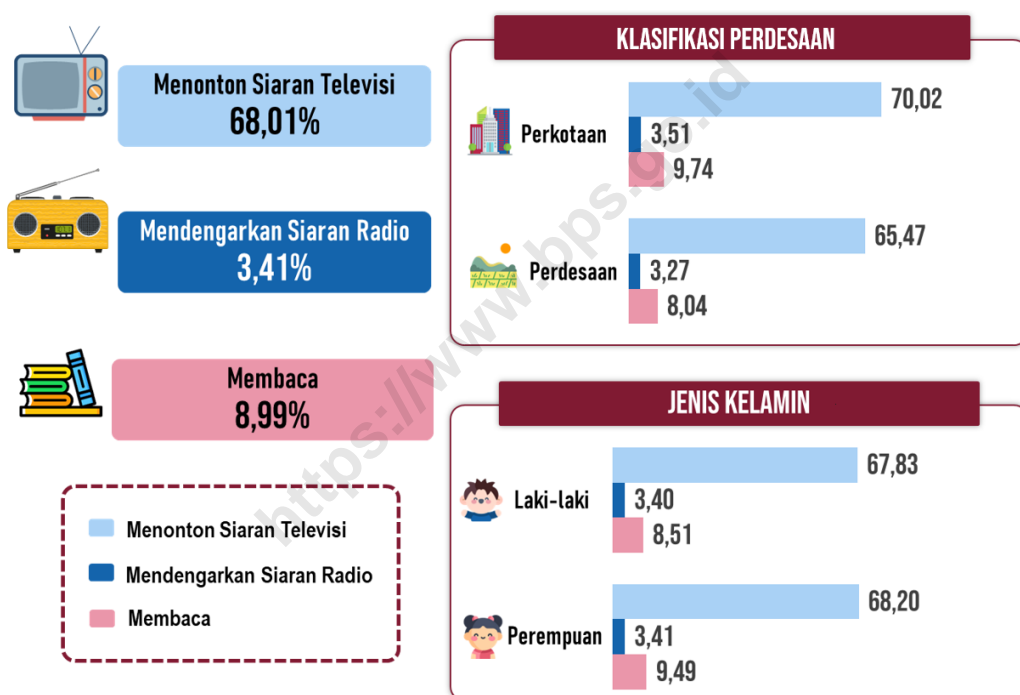 Menonton Siaran Televisi
68,01%
Mendengarkan Siaran Radio
3,41%
Membaca
8,99%
Menonton Siaran Televisi
Mendengarkan Siaran Radio
Membaca
KLASIFIKASI PERDESAAN
Perkotaan
70,02
3,51
9,74
Perdesaan
65,47
3,27
8,04
JENIS KELAMIN
Laki-laki
67,83
3,40
8,51
Perempuan
68,20
3,41
9,49
https://www.bps.go.id